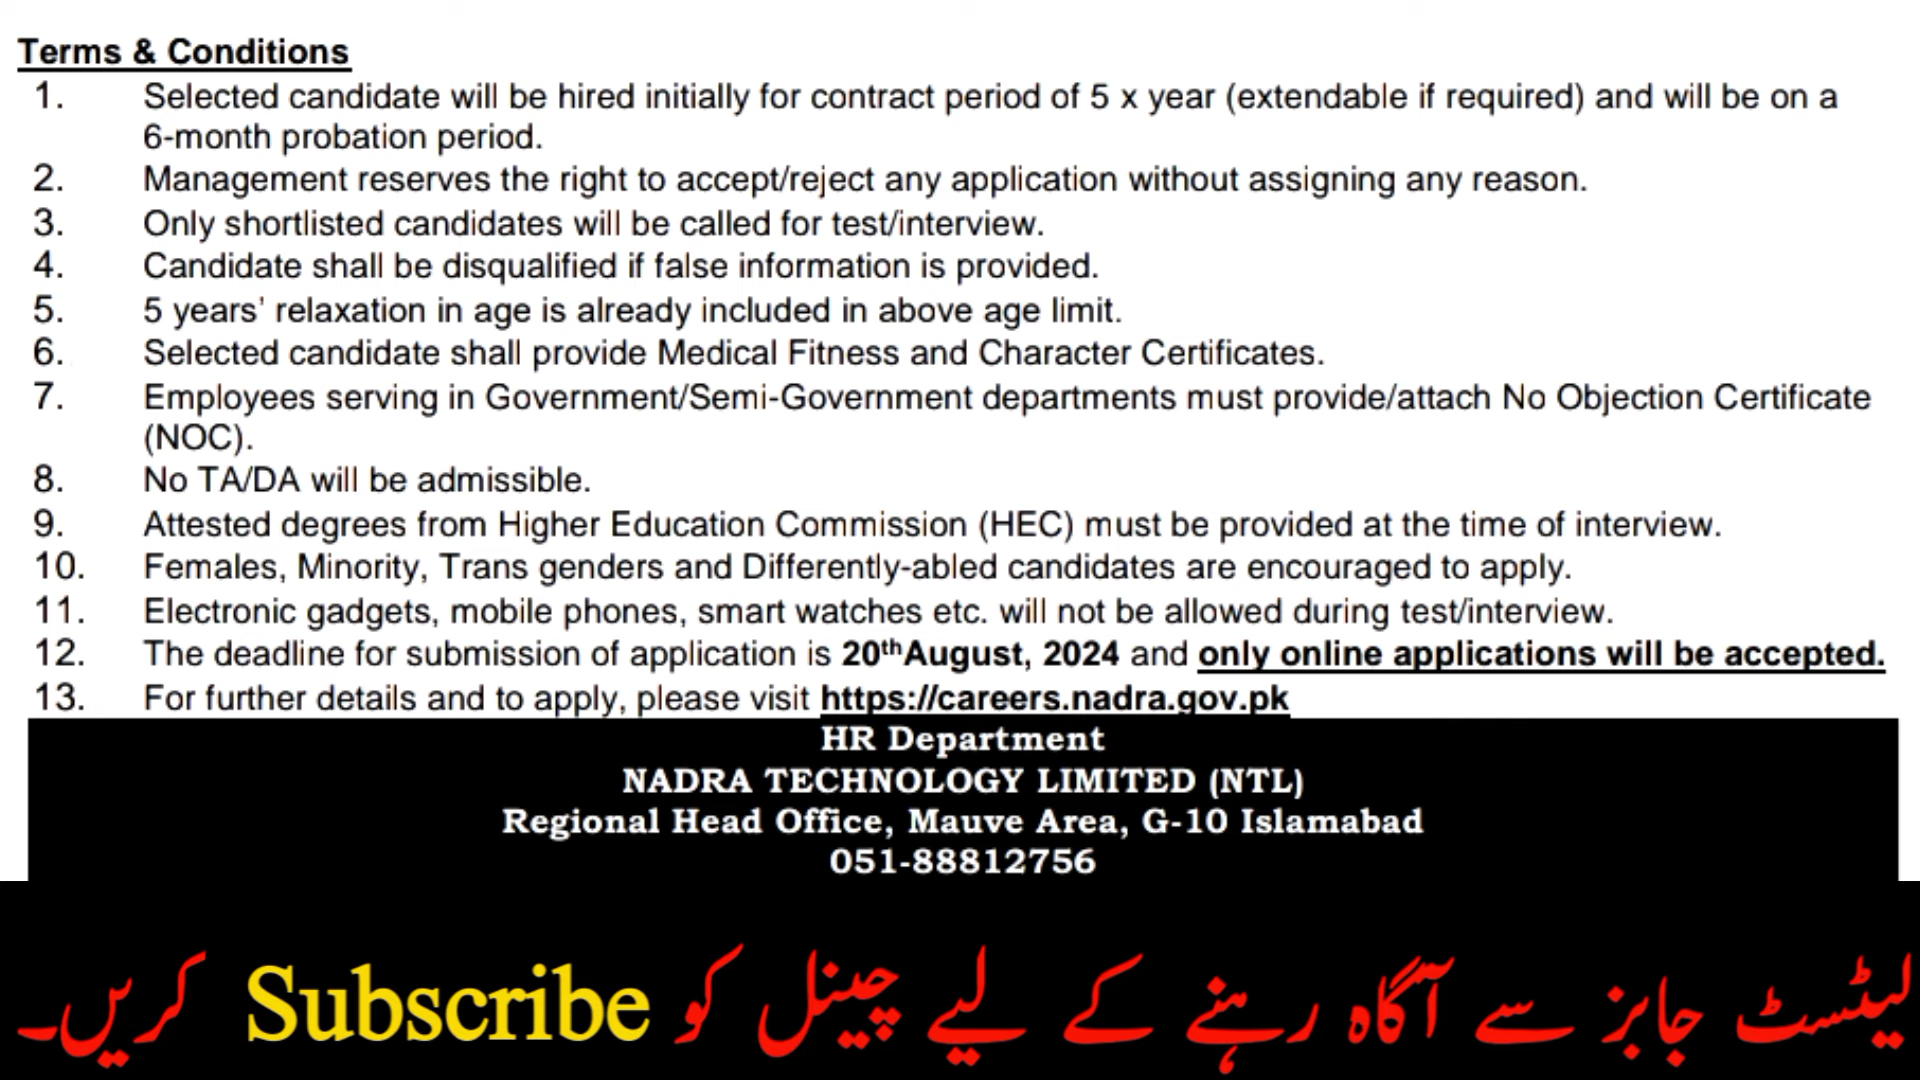 Terms & Conditions
1. Selected candidate will be hired initially for contract period of 5 x year (extendable if required) and will be on a
6-month probation period.
2. Management reserves the right to accept/reject any application without assigning any reason.
3. Only shortlisted candidates will be called for test/interview.
4. Candidate shall be disqualified if false information is provided.
5. 5 years' relaxation in age is already included in above age limit.
6. Selected candidate shall provide Medical Fitness and Character Certificates.
7. Employees serving in Government/Semi-Government departments must provide/attach No Objection Certificate
(NOC).
8. No TA/DA will be admissible.
9. Attested degrees from Higher Education Commission (HEC) must be provided at the time of interview.
10. Females, Minority, Trans genders and Differently-abled candidates are encouraged to apply.
11. Electronic gadgets, mobile phones, smart watches etc. will not be allowed during test/interview.
12. The deadline for submission of application is 20thAugust, 2024 and only online applications will be accepted.
13. For further details and to apply, please visit https://careers.nadra.gov.pk
HR Department
NADRA TECHNOLOGY LIMITED (NTL)
Regional Head Office, Mauve Area, G-10 Islamabad
051-88812756
لیٹسٹ جابز سے آگاہ رہنے کے لیے چینل کو Subscribe کریں۔